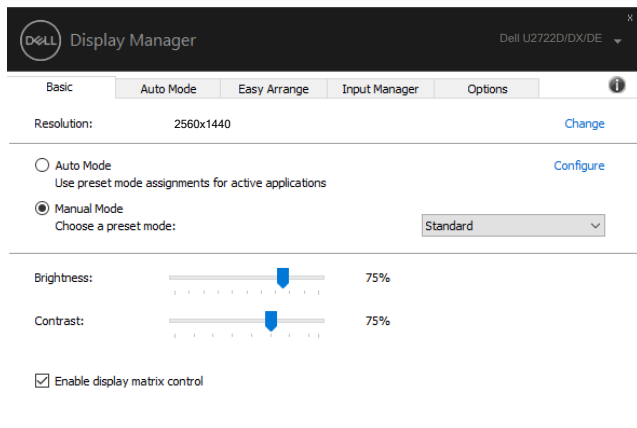 DELL Display Manager Dell U2722D/DX/DE x
Basic Auto Mode Easy Arrange Input Manager Options i
Resolution: 2560x1440 Change
Auto Mode Configure
Use preset mode assignments for active applications
Manual Mode
Choose a preset mode: Standard
Brightness: 75%
Contrast: 75%
Enable display matrix control